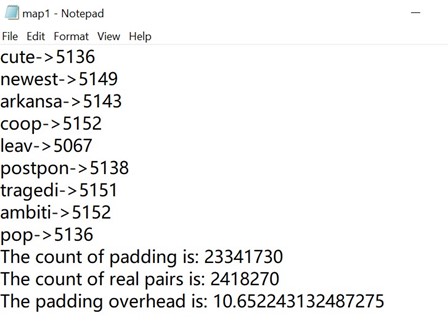 map1 - Notepad
File Edit Format View Help
cute->5136
newest->5149
arkansa->5143
coop->5152
leav->5067
postpon->5138
tragedi->5151
ambiti->5152
pop->5136
The count of padding is: 23341730
The count of real pairs is: 2418270
The padding overhead is: 10.652243132487275